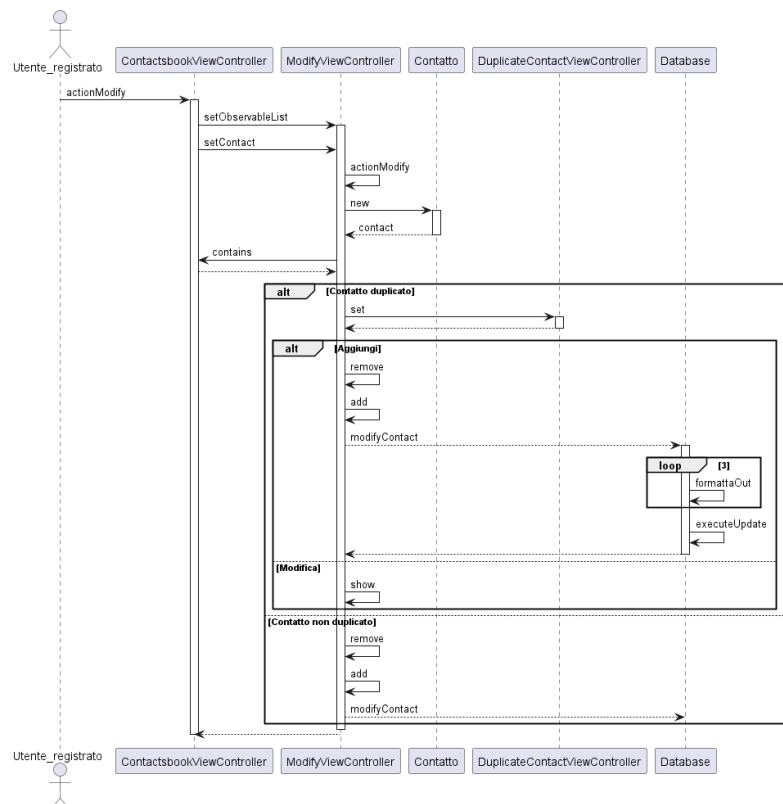 Utente_registrato
ContactsbookViewController
ModifyViewController
Contatto
DuplicateContactViewController
Database
actionModify
setObservableList
setContact
actionModify
new
contact
contains
alt
[Contatto duplicato]
set
alt
[Aggiungi]
remove
add
modifyContact
loop
[3]
formattaOut
executeUpdate
[Modifica]
show
[Contatto non duplicato]
remove
add
modifyContact
Utente_registrato
ContactsbookViewController
ModifyViewController
Contatto
DuplicateContactViewController
Database